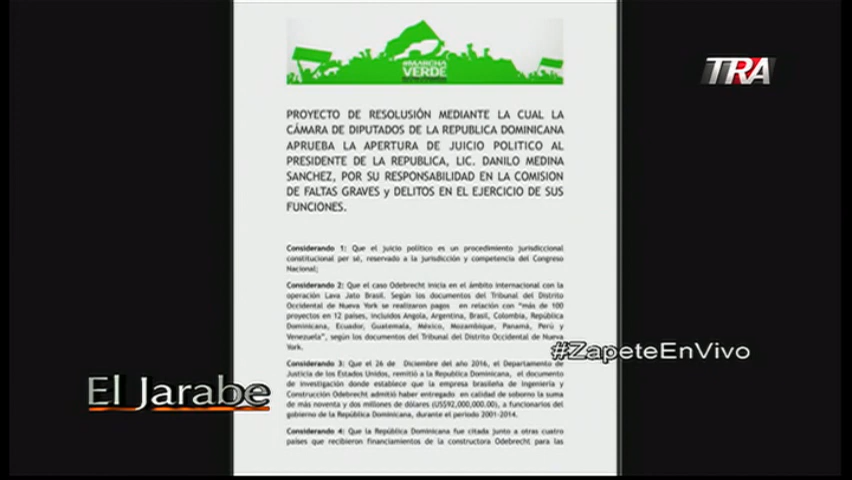 #MARCHA
VERDE
TRA
PROYECTO DE RESOLUSIÓN MEDIANTE LA CUAL LA
CÁMARA DE DIPUTADOS DE LA REPUBLICA DOMINICANA
APRUEBA LA APERTURA DE JUICIO POLITICO AL
PRESIDENTE DE LA REPUBLICA, LIC. DANILO MEDINA
SANCHEZ, POR SU RESPONSABILIDAD EN LA COMISION
DE FALTAS GRAVES y DELITOS EN EL EJERCICIO DE SUS
FUNCIONES.
Considerando 1: Que el juicio político es un procedimiento jurisdiccional
constitucional per sé, reservado a la jurisdicción y competencia del Congreso
Nacional;
Considerando 2: Que el caso Odebrecht inicia en el ámbito internacional con la
operación Lava Jato Brasil. Según los documentos del Tribunal del Distrito
Occidental de Nueva York se realizaron pagos en relación con “más de 100
proyectos en 12 países, incluidos Angola, Argentina, Brasil, Colombia, República
Dominicana, Ecuador, Guatemala, México, Mozambique, Panamá, Perú y
Venezuela”, según los documentos del Tribunal del Distrito Occidental de Nueva
York.
#ZapeteEnVivo
Considerando 3: Que el 26 de Diciembre del año 2016, el Departamento de
Justicia de los Estados Unidos, remitió a la Republica Dominicana, el documento
de investigación donde establece que la empresa brasileña de Ingeniería y
Construcción Odebrecht admitió haber entregado en calidad de soborno la suma
de más noventa y dos millones de dólares (US$92,000,000.00), a funcionarios del
gobierno de la República Dominicana, durante el periodo 2001-2014.
El Jarabe
Considerando 4: Que la República Dominicana fue citada junto a otras cuatro
países que recibieron financiamientos de la constructora Odebrecht para las